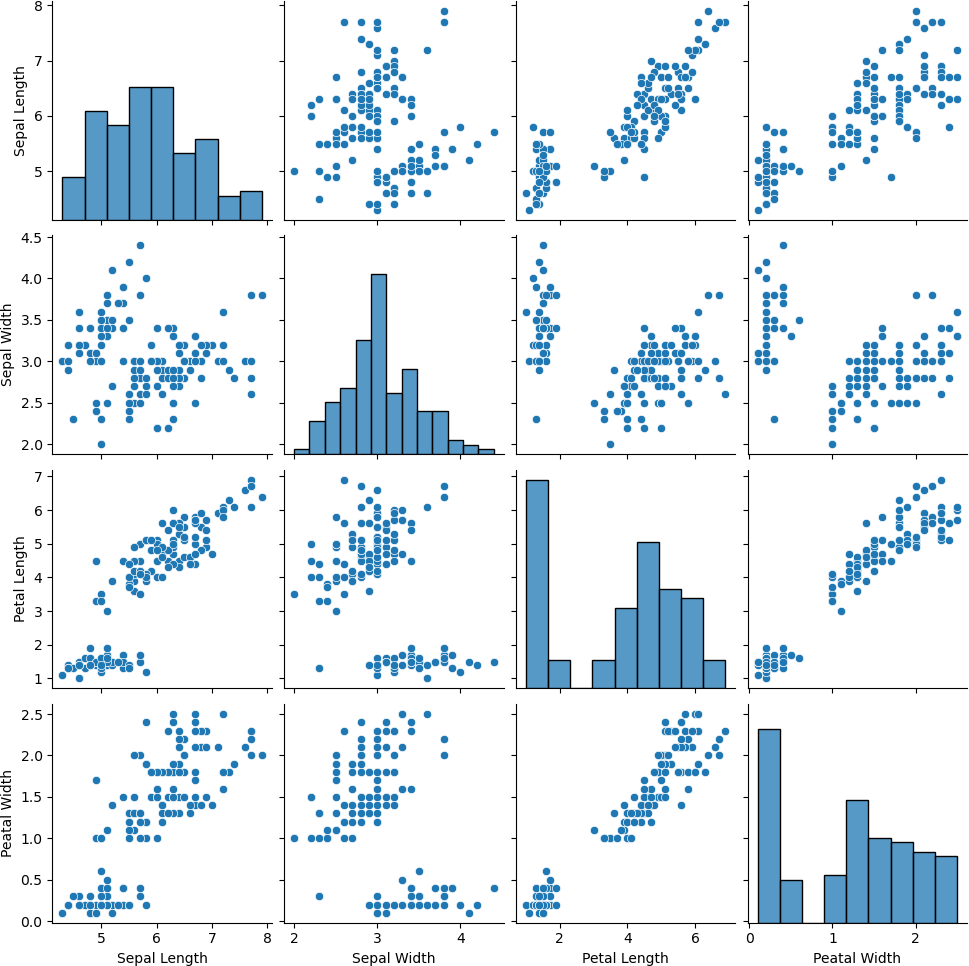 8
7
6
5
Sepal Length
4.5
4.0
3.5
3.0
2.5
2.0
Sepal Width
7
6
5
4
3
2
1
Petal Length
2.5
2.0
1.5
1.0
0.5
0.0
Peatal Width
5 6 7 8
2 3 4
2 4 6
0 1 2
Sepal Length Sepal Width Petal Length Peatal Width